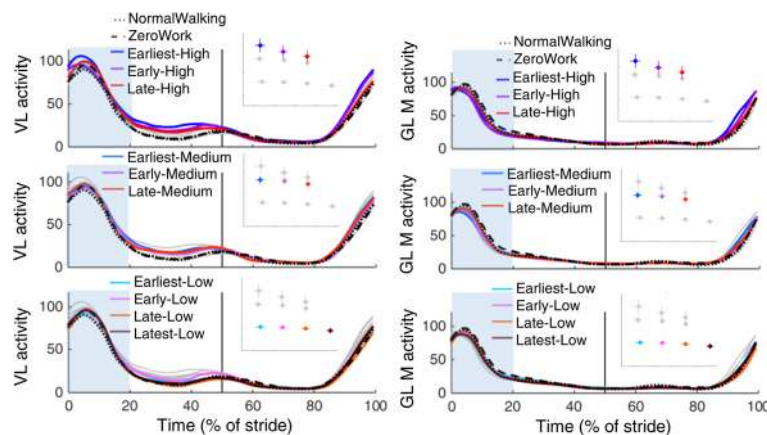 NormalWalking
ZeroWork
Earliest-High
Early-High
Late-High
VL activity
100
50
0
Earliest-Medium
Early-Medium
Late-Medium
VL activity
100
50
0
Earliest-Low
Early-Low
Late-Low
Latest-Low
VL activity
100
50
0
0 20 40 60 80 100
Time (% of stride)
NormalWalking
ZeroWork
Earliest-High
Early-High
Late-High
GL M activity
100
50
0
Earliest-Medium
Early-Medium
Late-Medium
GL M activity
100
50
0
Earliest-Low
Early-Low
Late-Low
Latest-Low
GL M activity
100
50
0
0 20 40 60 80 100
Time (% of stride)